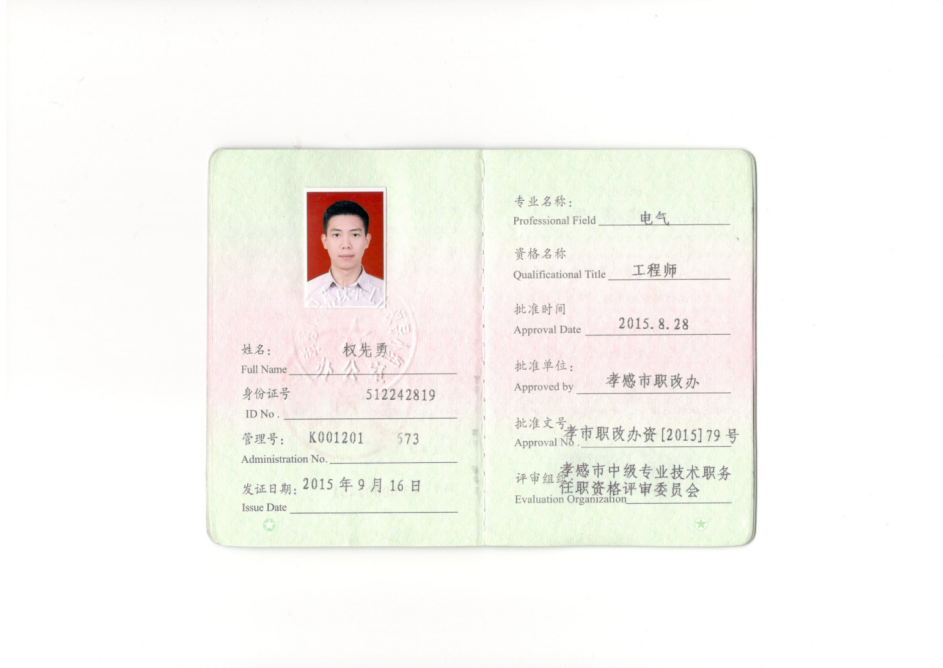 姓名： 权先勇
Full Name
身份证号 512242819
ID No .
管理号： K001201 573
Administration No.
发证日期： 2015 年 9 月 16 日
Issue Date
办公室
专业名称：
Professional Field 电气
资格名称
Qualificational Title 工程师
批准时间
Approval Date 2015.8.28
批准单位：
Approved by 孝感市职改办
批准文号 孝市职改办资[2015]79 号
Approval No .
评审组织 孝感市中级专业技术职务
任职资格评审委员会
Evaluation Organization